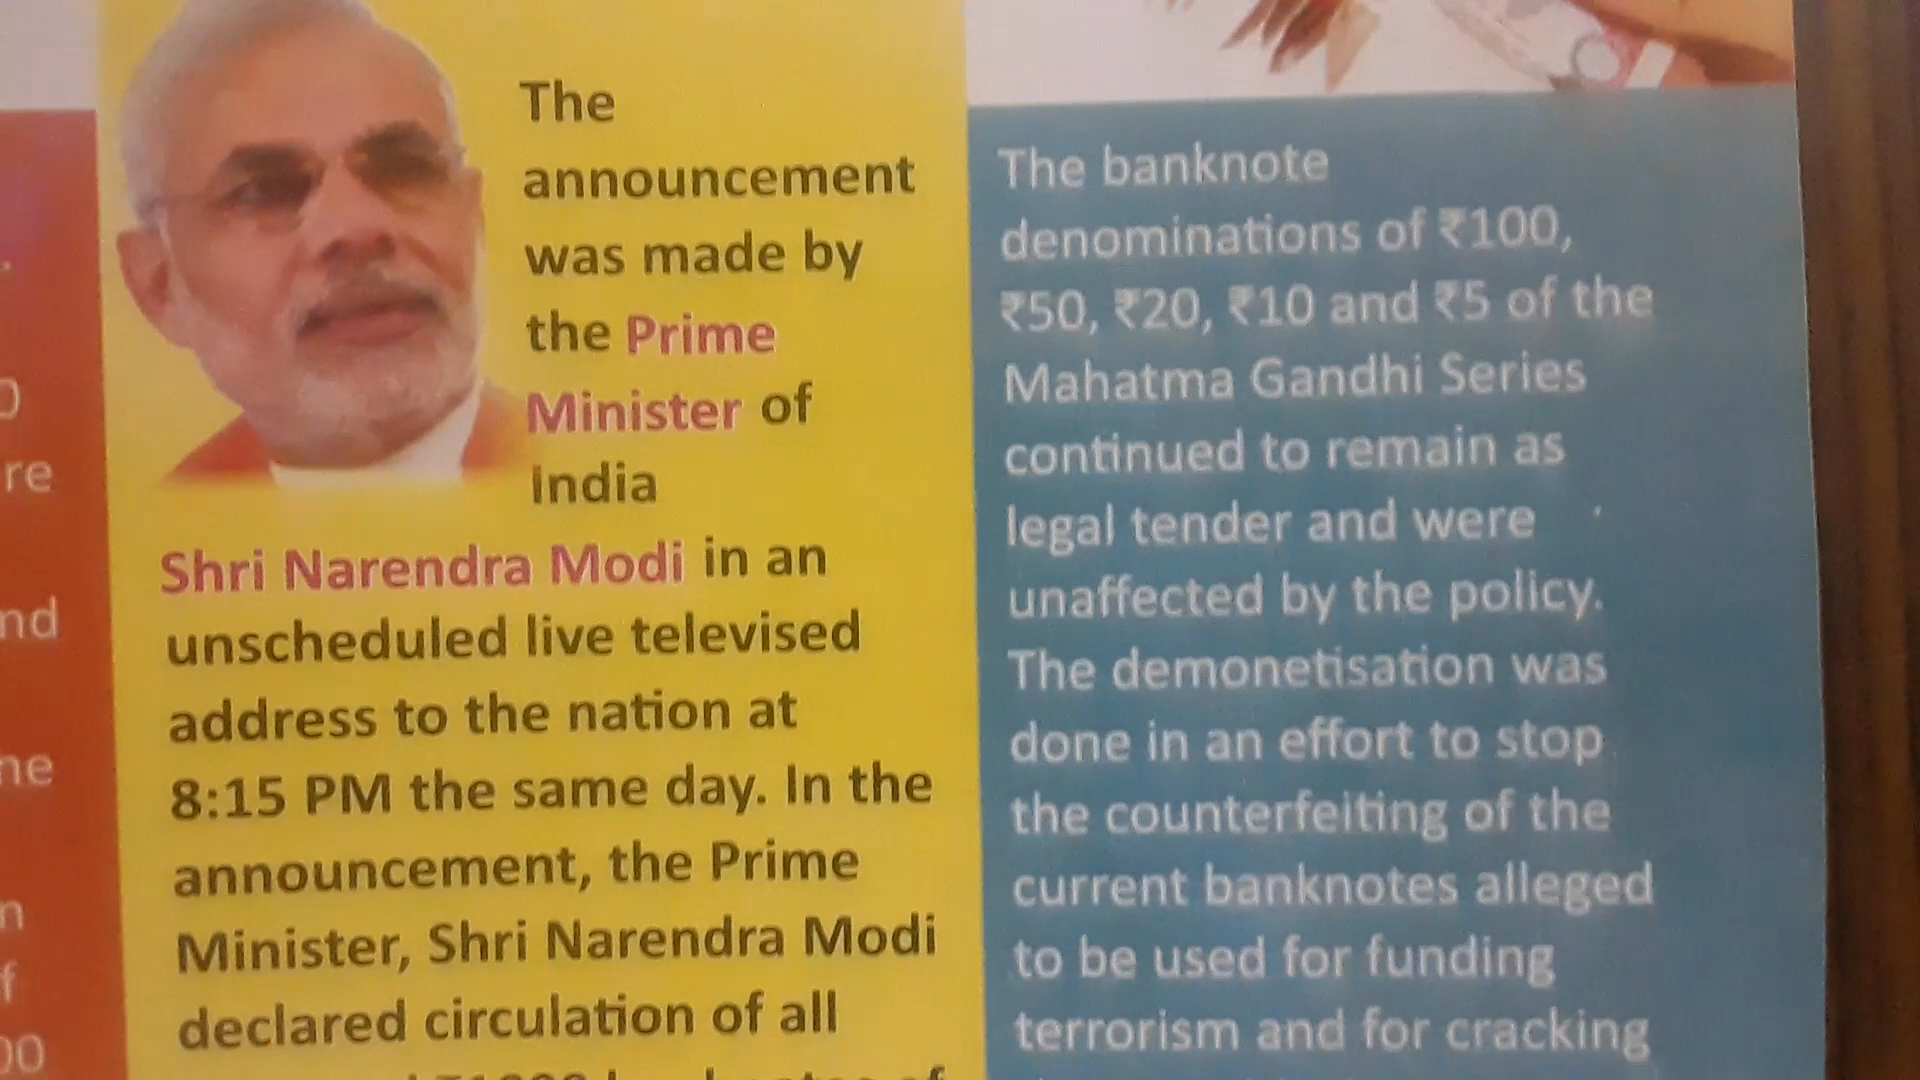 re
nd
The
announcement
was made by
the Prime
Minister of
India
Shri Narendra Modi in an
unscheduled live televised
address to the nation at
8:15 PM the same day. In the
announcement, the Prime
Minister, Shri Narendra Modi
declared circulation of all
The banknote
denominations of ₹100,
₹50, ₹20, ₹10 and ₹5 of the
Mahatma Gandhi Series
continued to remain as
legal tender and were
unaffected by the policy.
The demonetisation was
done in an effort to stop
the counterfeiting of the
current banknotes alleged
to be used for funding
terrorism and for cracking